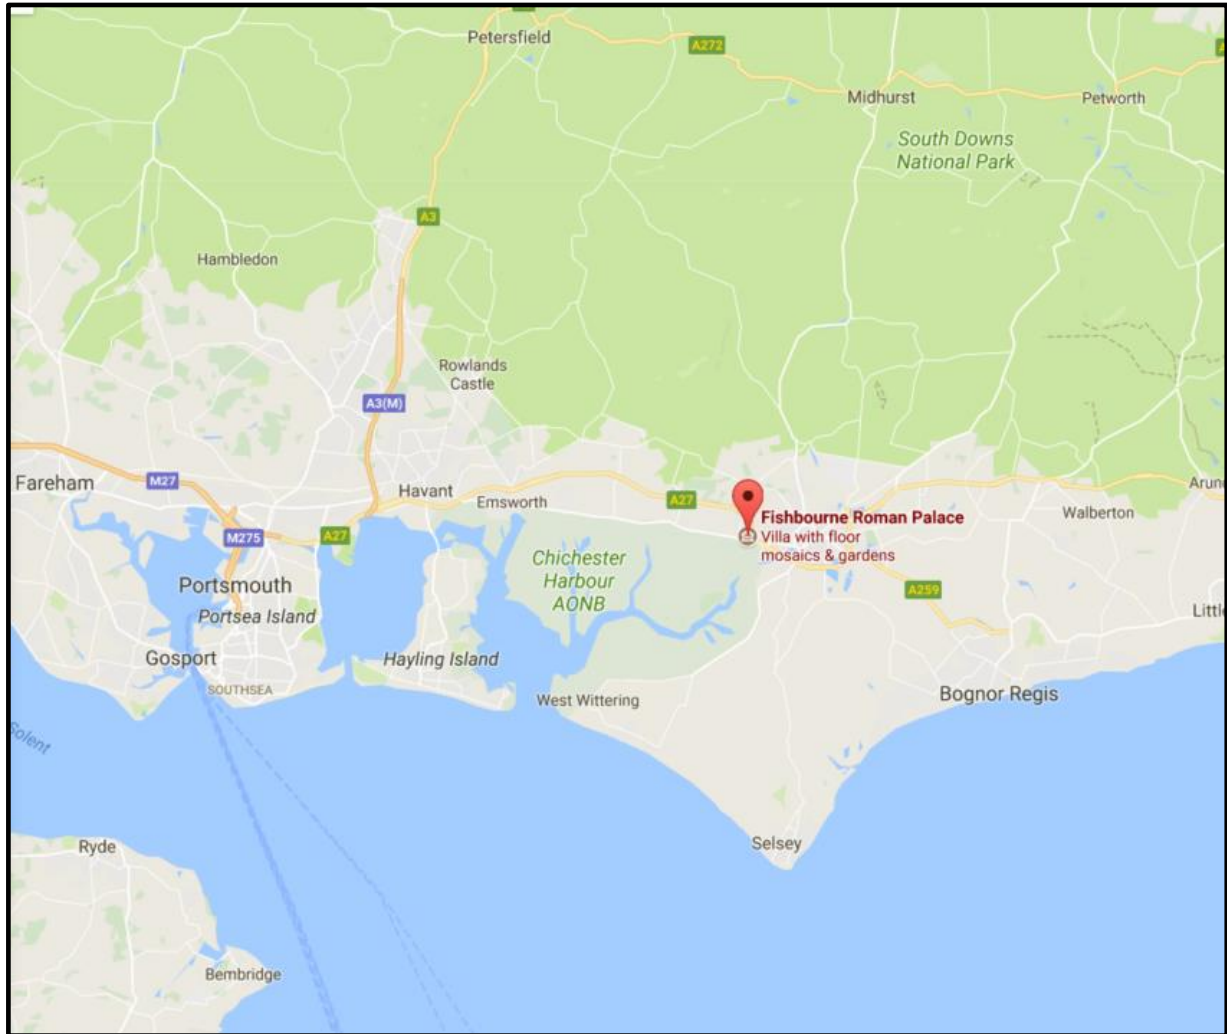 Petersfield
A272
Midhurst
Petworth
South Downs
National Park
A3
Hambledon
Rowlands
Castle
A3(M)
Fareham
M27
Havant
Emsworth
A27
Arun
Walberton
Fishbourne Roman Palace
Villa with floor
mosaics & gardens
M275
A27
Chichester
Harbour
AONB
Portsmouth
Portsea Island
A259
Little
Gosport
Hayling Island
SOUTHSEA
West Wittering
Bognor Regis
Solent
Ryde
Selsey
Bembridge